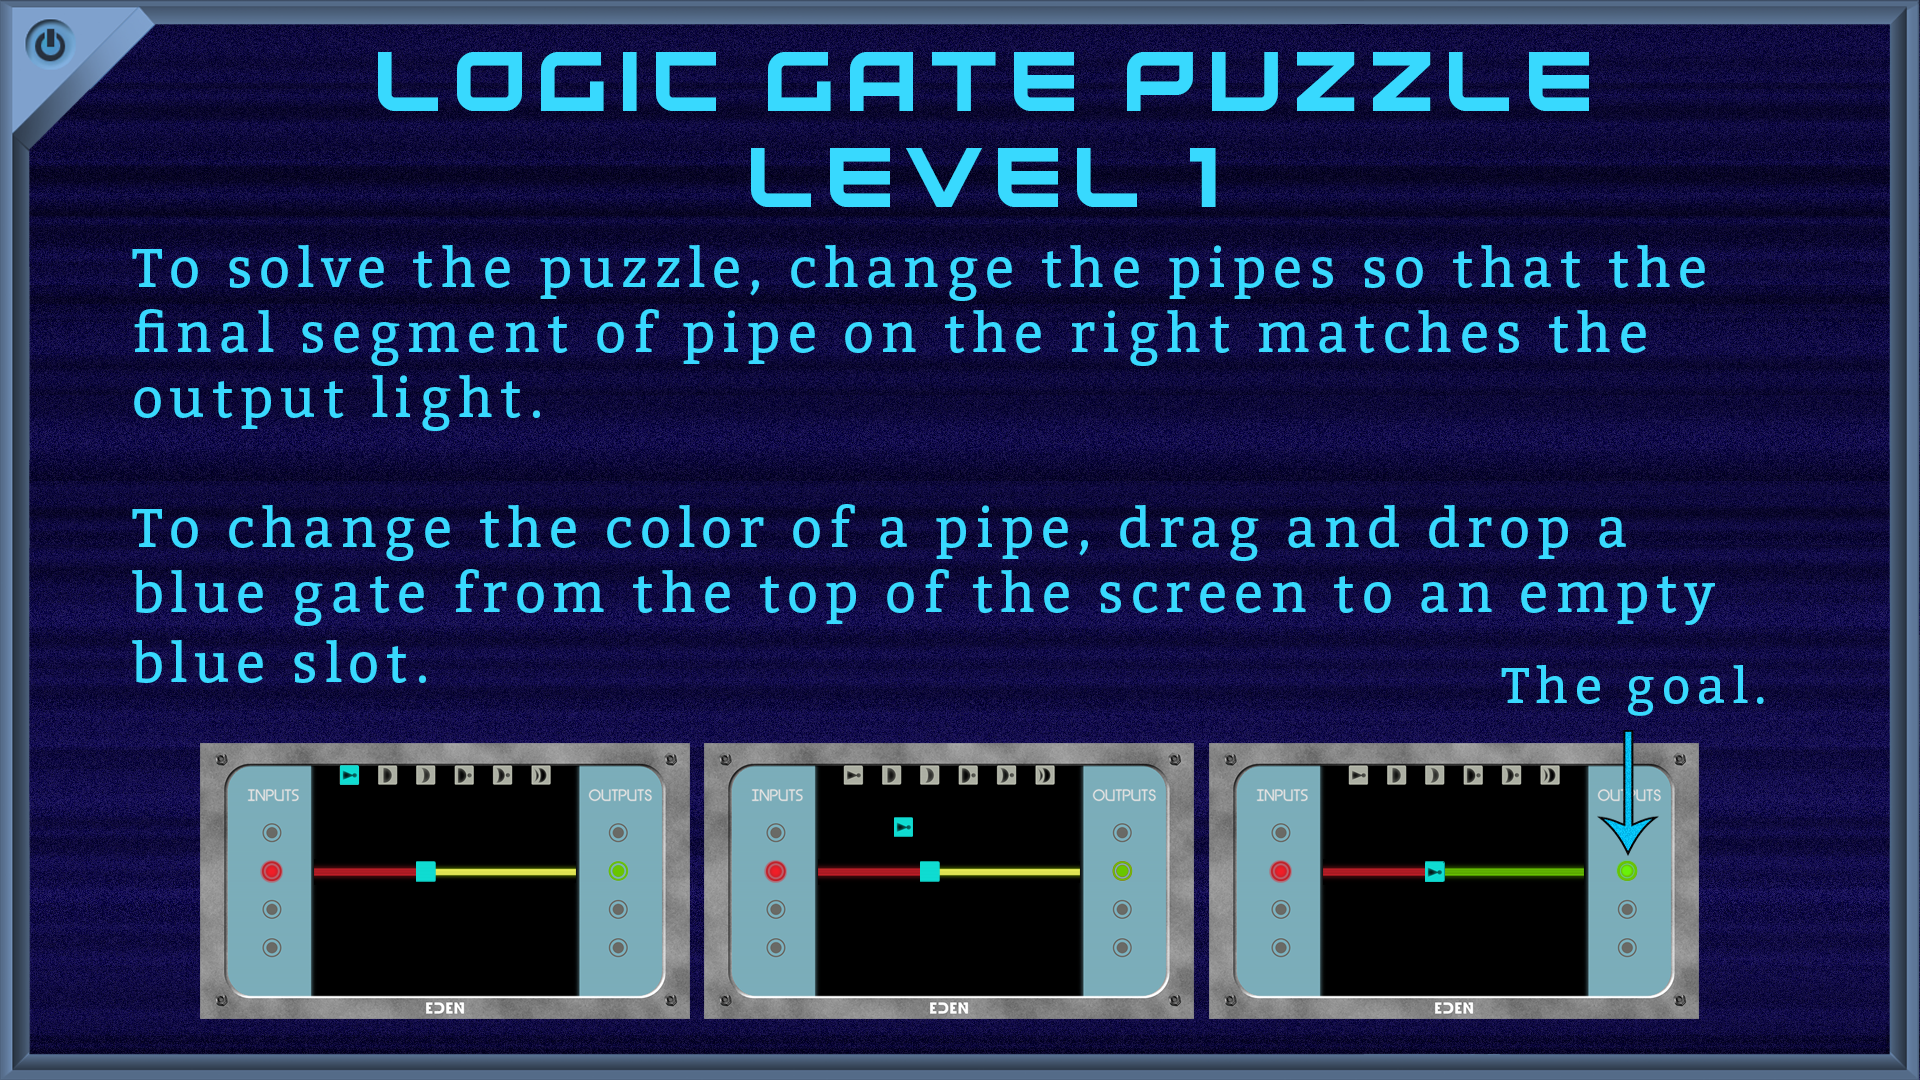 LOGIC GATE PUZZLE
LEVEL 1
To solve the puzzle, change the pipes so that the
final segment of pipe on the right matches the
output light.
To change the color of a pipe, drag and drop a
blue gate from the top of the screen to an empty
blue slot.
The goal.
INPUTS
OUTPUTS
EDEN
INPUTS
OUTPUTS
EDEN
INPUTS
OUTPUTS
EDEN